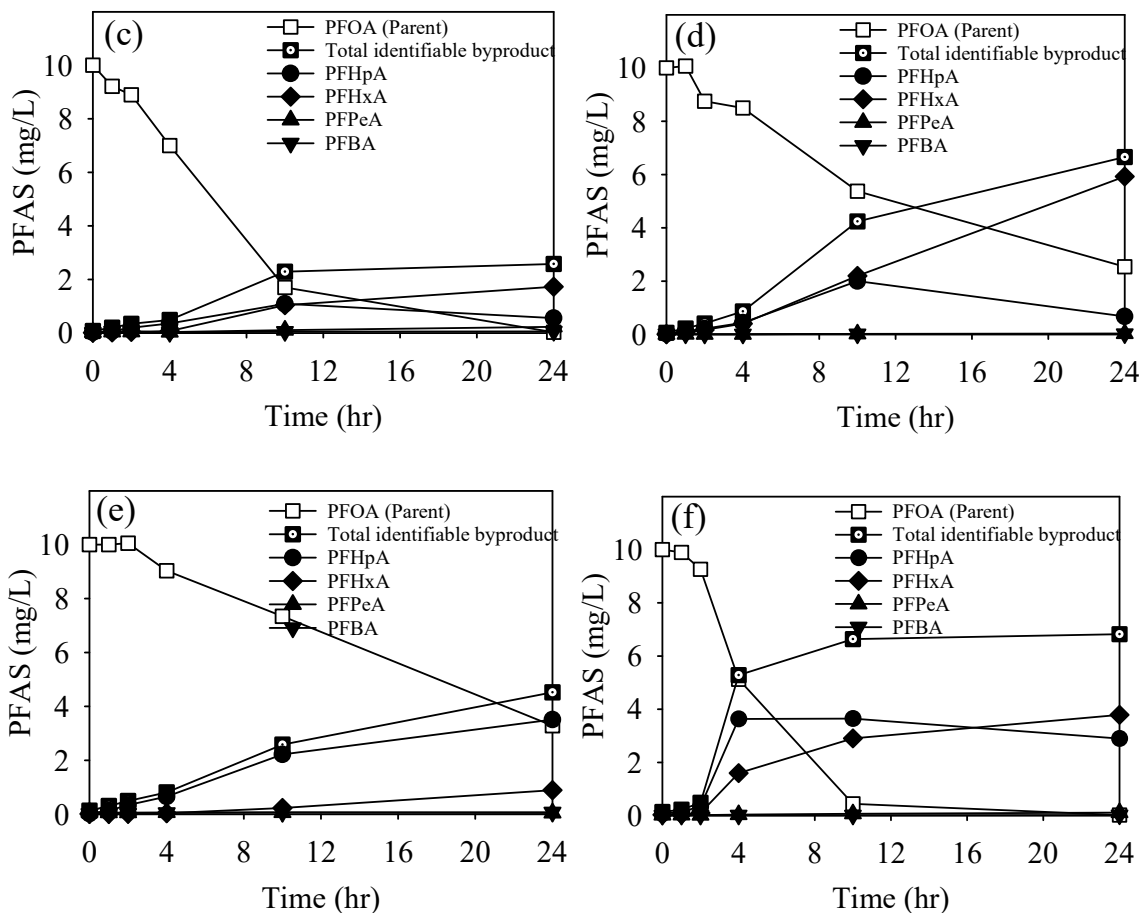 (c)
PFOA (Parent)
Total identifiable byproduct
PFHpA
PFHxA
PFPeA
PFBA
PFAS (mg/L)
10
8
6
4
2
0
0 4 8 12 16 20 24
Time (hr)
(d)
PFOA (Parent)
Total identifiable byproduct
PFHpA
PFHxA
PFPeA
PFBA
PFAS (mg/L)
10
8
6
4
2
0
0 4 8 12 16 20 24
Time (hr)
(e)
PFOA (Parent)
Total identifiable byproduct
PFHpA
PFHxA
PFPeA
PFBA
PFAS (mg/L)
10
8
6
4
2
0
0 4 8 12 16 20 24
Time (hr)
(f)
PFOA (Parent)
Total identifiable byproduct
PFHpA
PFHxA
PFPeA
PFBA
PFAS (mg/L)
10
8
6
4
2
0
0 4 8 12 16 20 24
Time (hr)